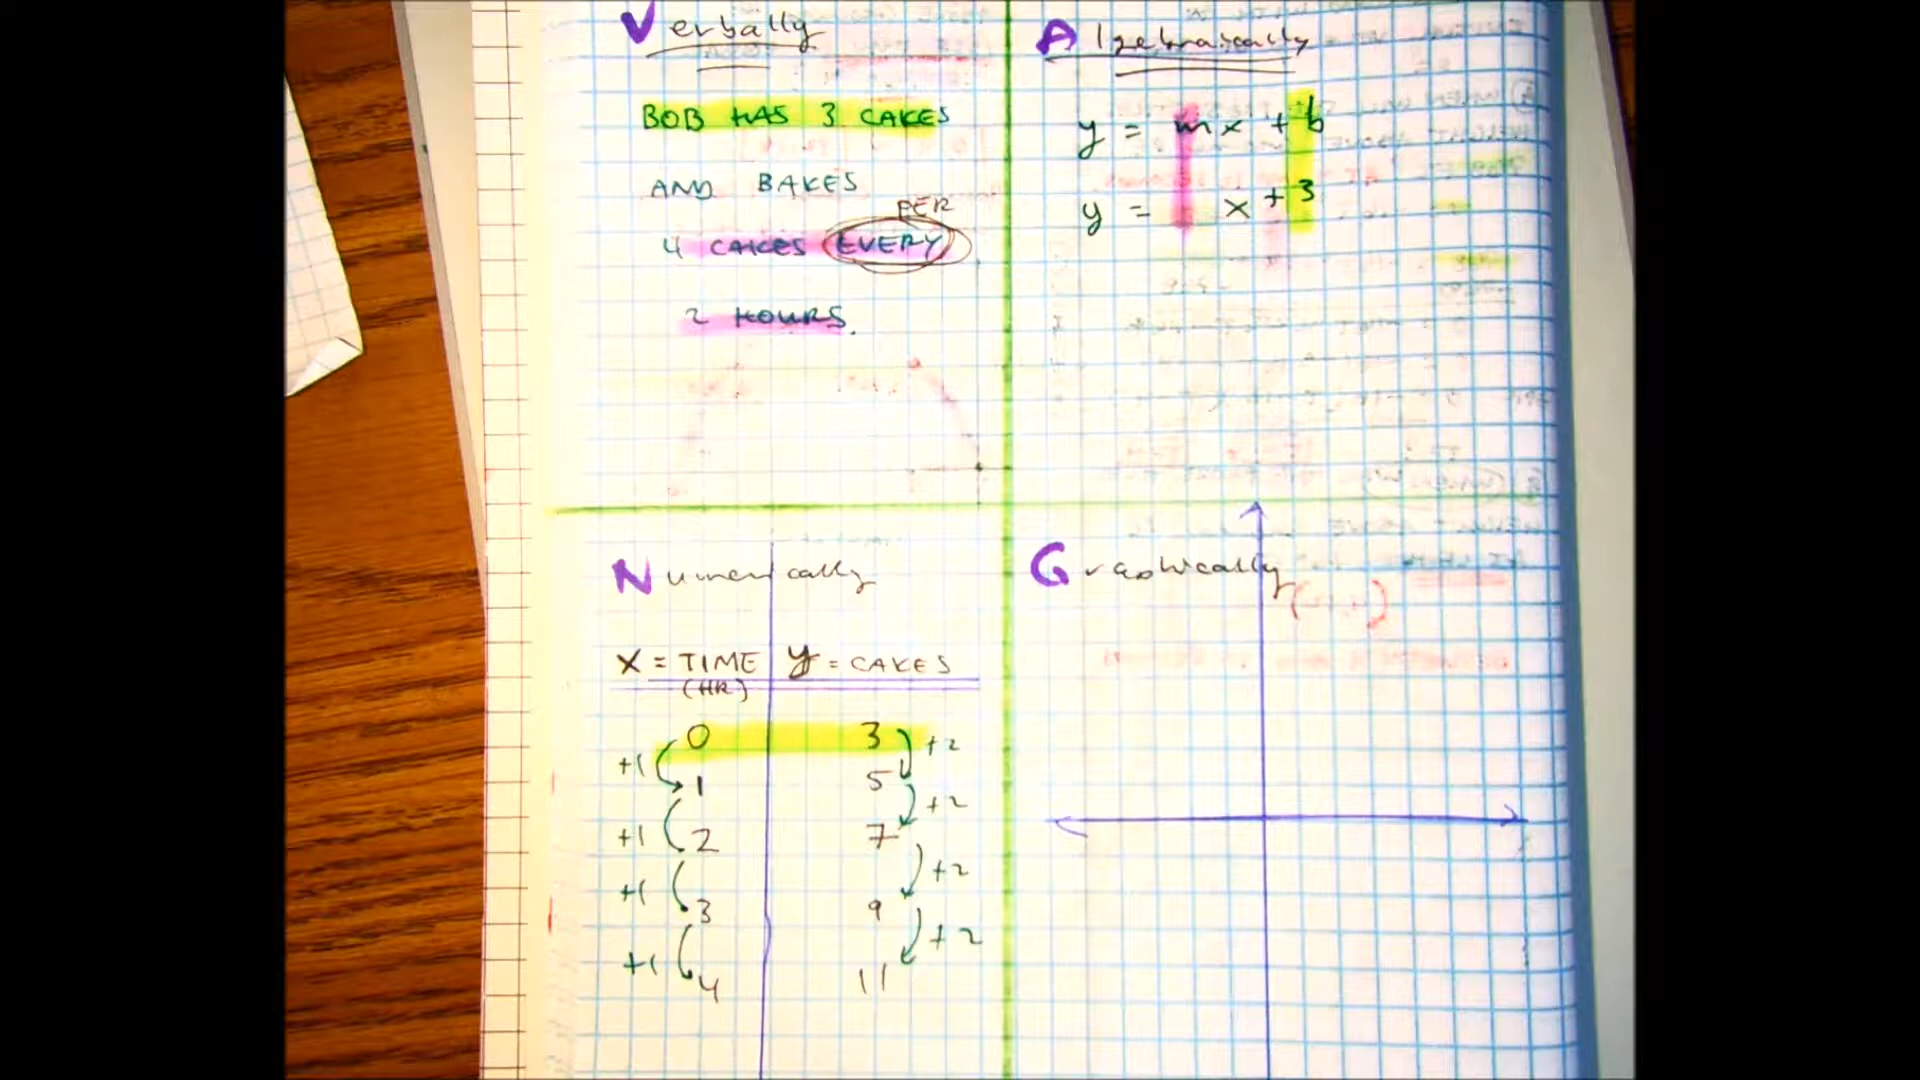 Verbally
BOB HAS 3 CAKES
AND BAKES
PER
4 CAKES EVERY
2 HOURS.
Algebraically
y = mx + b
y = x + 3
Numerically
X = TIME y = CAKES
(HR)
0 3
+1 +2
1 5
+2
+1 2 7
+2
+1 3 9
+2
+1 4 11
Graphically